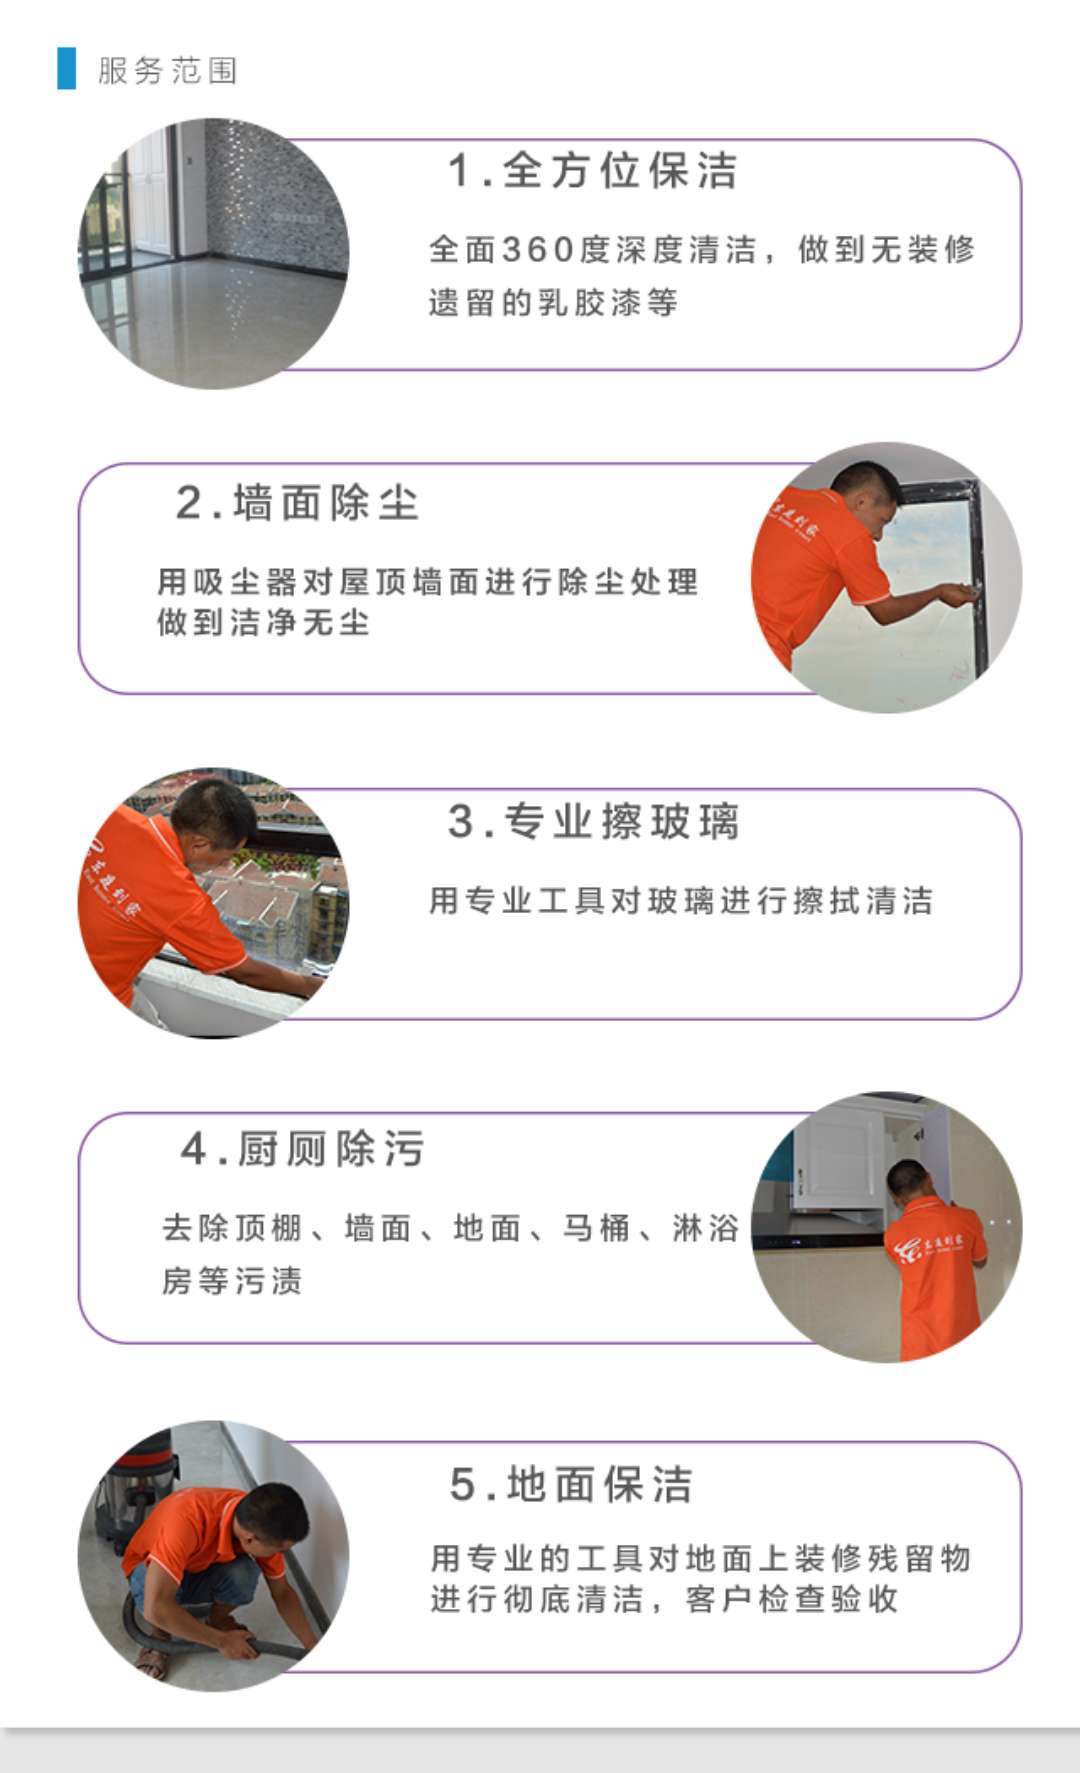 服务范围
1.全方位保洁
全面360度深度清洁，做到无装修
遗留的乳胶漆等
2.墙面除尘
用吸尘器对屋顶墙面进行除尘处理
做到洁净无尘
3.专业擦玻璃
用专业工具对玻璃进行擦拭清洁
4.厨厕除污
去除顶棚、墙面、地面、马桶、淋浴
房等污渍
5.地面保洁
用专业的工具对地面上装修残留物
进行彻底清洁，客户检查验收